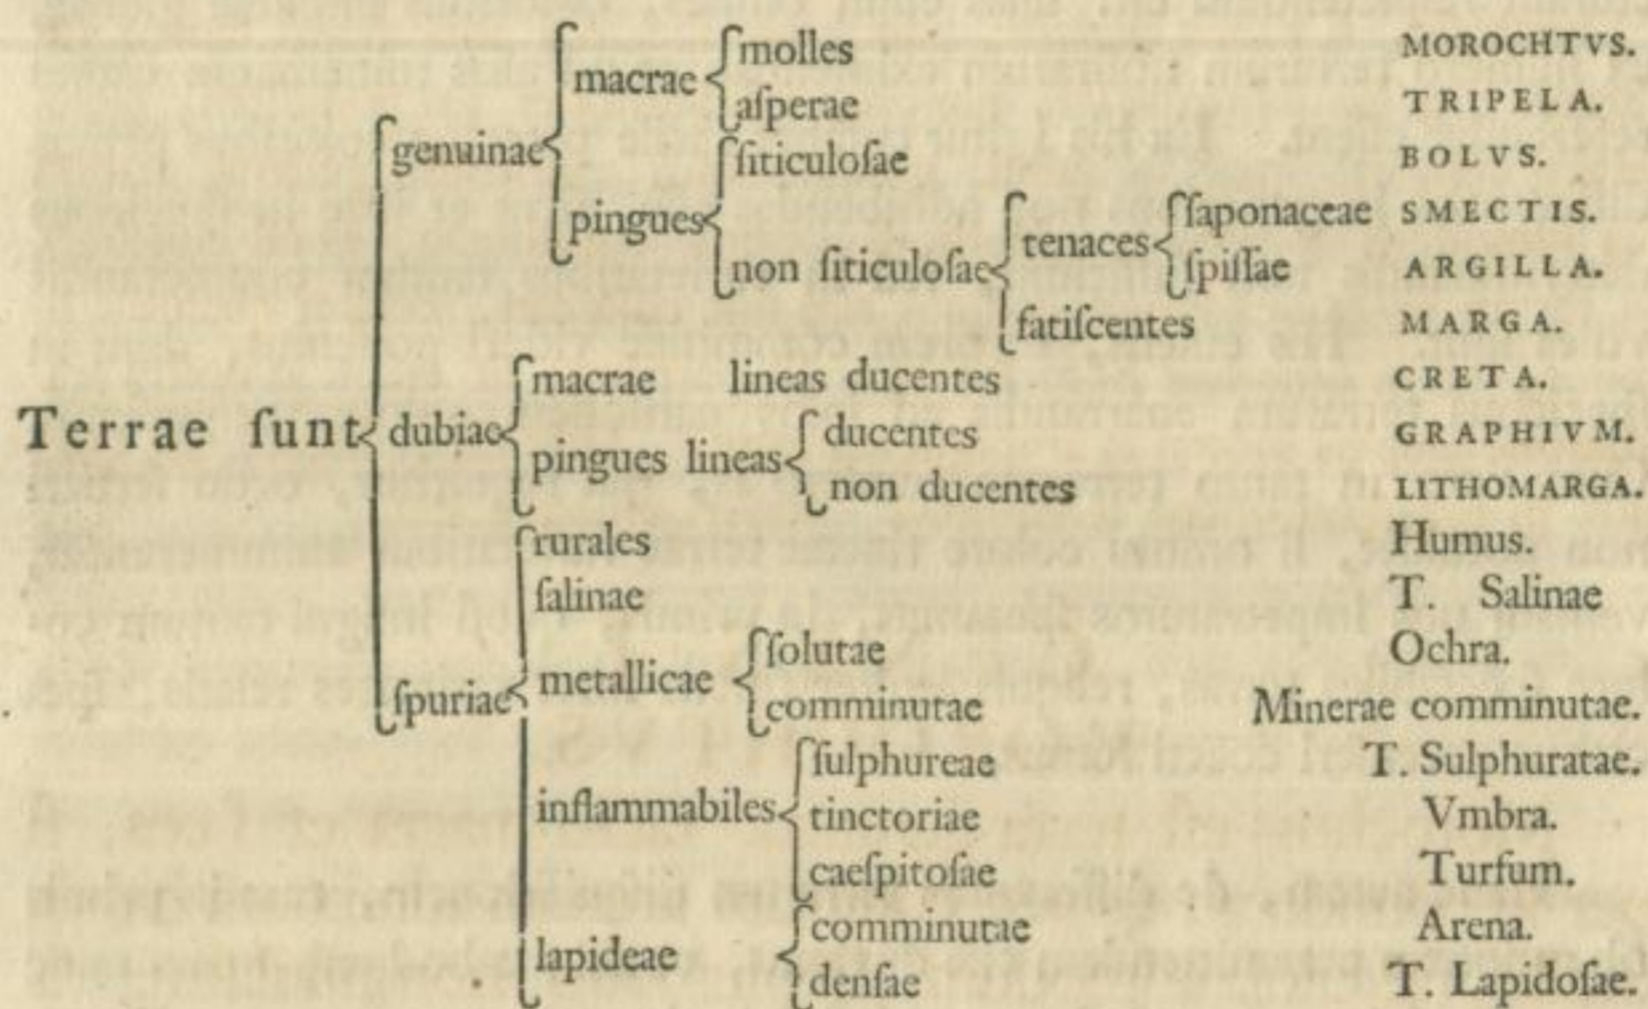 molles MOROCHTVS.
macrae
aſperae TRIPELA.
genuinae ſiticuloſae BOLVS.
pingues ſaponaceae SMECTIS.
tenaces
non ſiticuloſae ſpiſſae ARGILLA.
fatiſcentes MARGA.
macrae lineas ducentes CRETA.
Terrae ſunt dubiae ducentes GRAPHIVM.
pingues lineas
non ducentes LITHOMARGA.
rurales Humus.
ſalinae T. Salinae
ſolutae Ochra.
metallicae
ſpuriae comminutae Minerae comminutae.
ſulphureae T. Sulphuratae.
inflammabiles tinctoriae Vmbra.
caeſpitoſae Turfum.
comminutae Arena.
lapideae
denſae T. Lapidoſae.